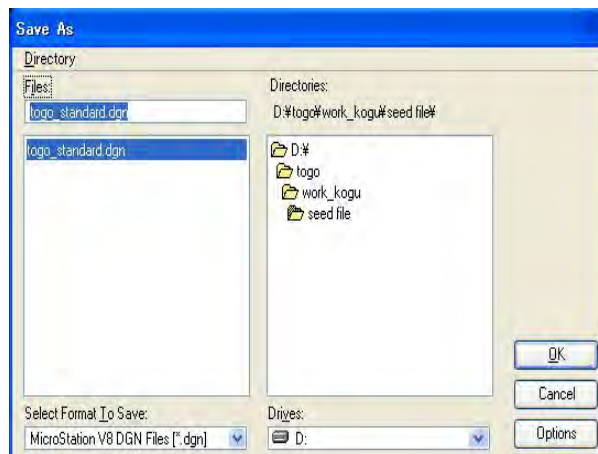 Save As
Directory
Files:
togo_standard.dgn
togo_standard.dgn
Select Format To Save:
MicroStation V8 DGN Files [*.dgn]
Directories:
D:¥togo¥work_kogu¥seed file¥
D:¥
togo
work_kogu
seed file
Drives:
D:
OK
Cancel
Options